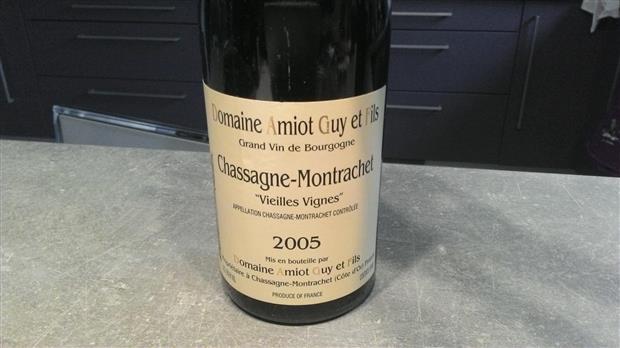 Domaine Amiot Guy et Fils
Grand Vin de Bourgogne
Chassagne-Montrachet
"Vieilles Vignes"
APPELLATION CHASSAGNE-MONTRACHET CONTRÔLÉE
2005
Mis en bouteille par
Domaine Amiot Guy et Fils
Propriétaire à Chassagne-Montrachet (Côte d'Or)
PRODUCE OF FRANCE